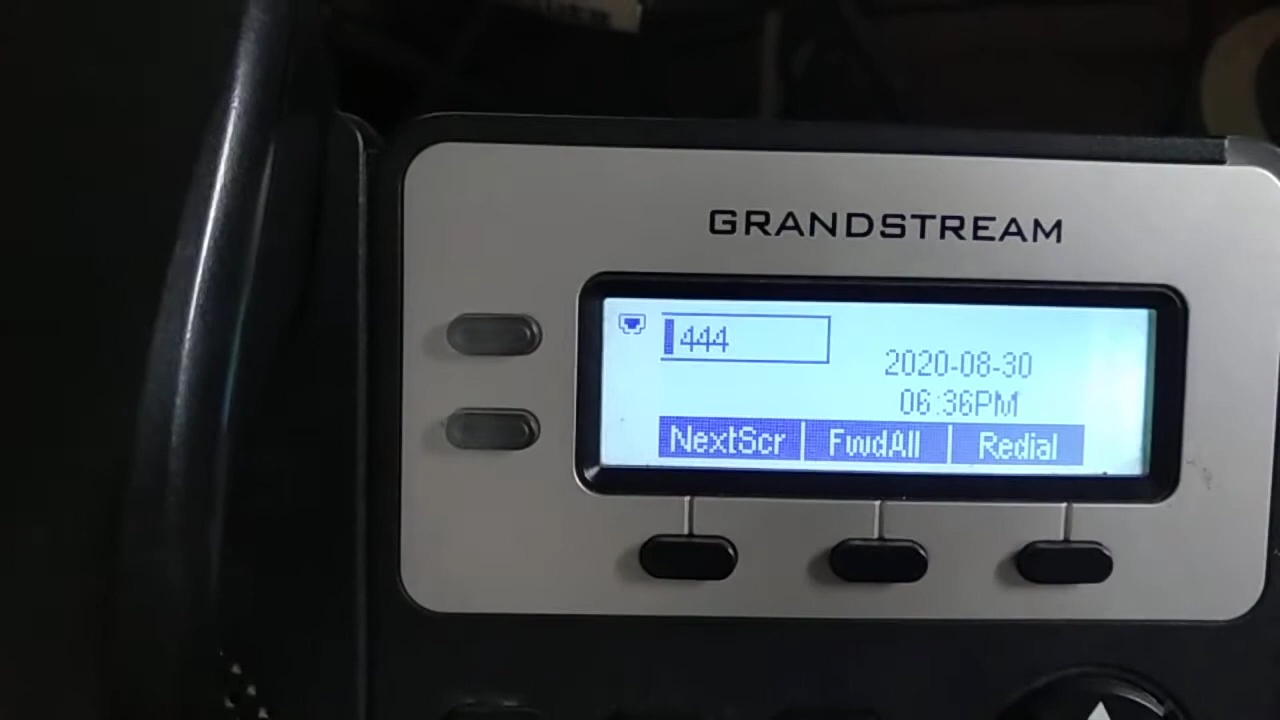 GRANDSTREAM
444
2020-08-30
06:36PM
NextScr FwdAll Redial